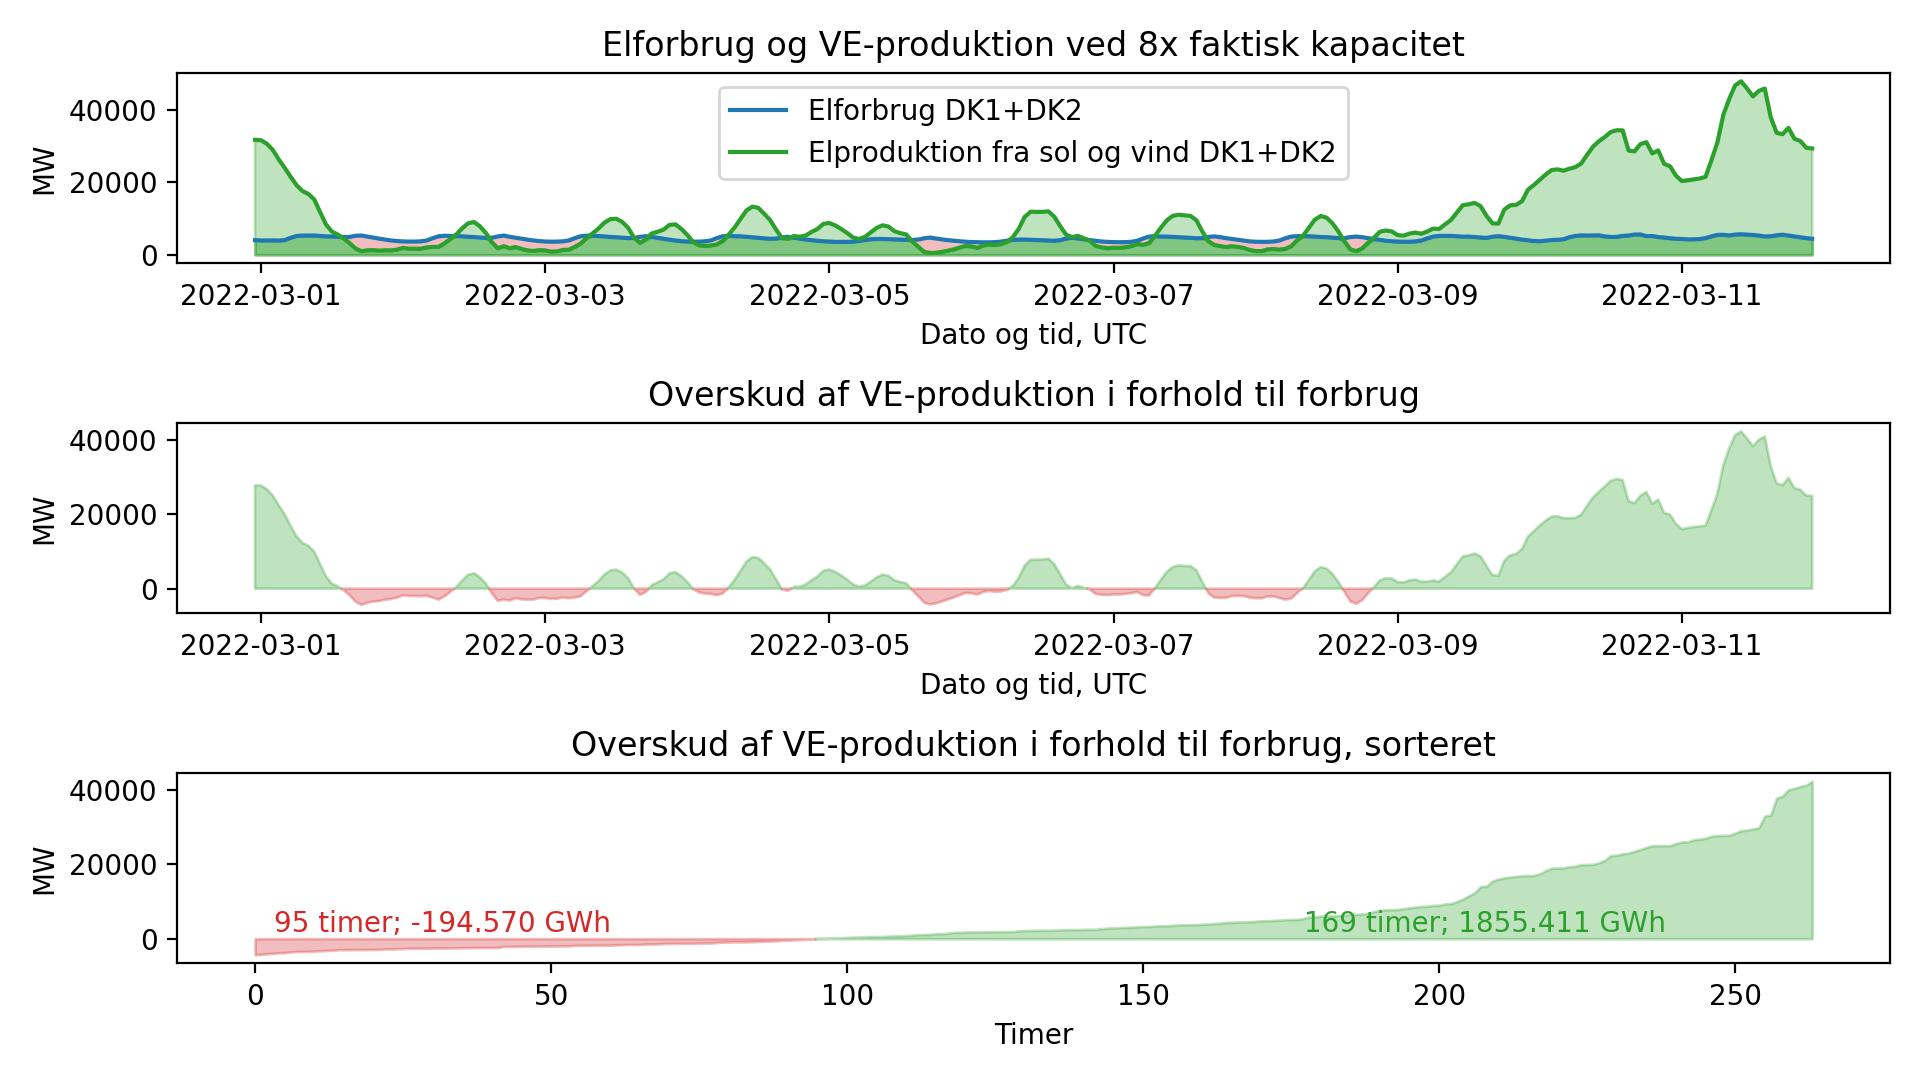 Elforbrug og VE-produktion ved 8x faktisk kapacitet
40000
20000
0
MW
Elforbrug DK1+DK2
Elproduktion fra sol og vind DK1+DK2
2022-03-01 2022-03-03 2022-03-05 2022-03-07 2022-03-09 2022-03-11
Dato og tid, UTC
Overskud af VE-produktion i forhold til forbrug
40000
20000
0
MW
2022-03-01 2022-03-03 2022-03-05 2022-03-07 2022-03-09 2022-03-11
Dato og tid, UTC
Overskud af VE-produktion i forhold til forbrug, sorteret
40000
20000
0
MW
95 timer; -194.570 GWh
169 timer; 1855.411 GWh
0 50 100 150 200 250
Timer